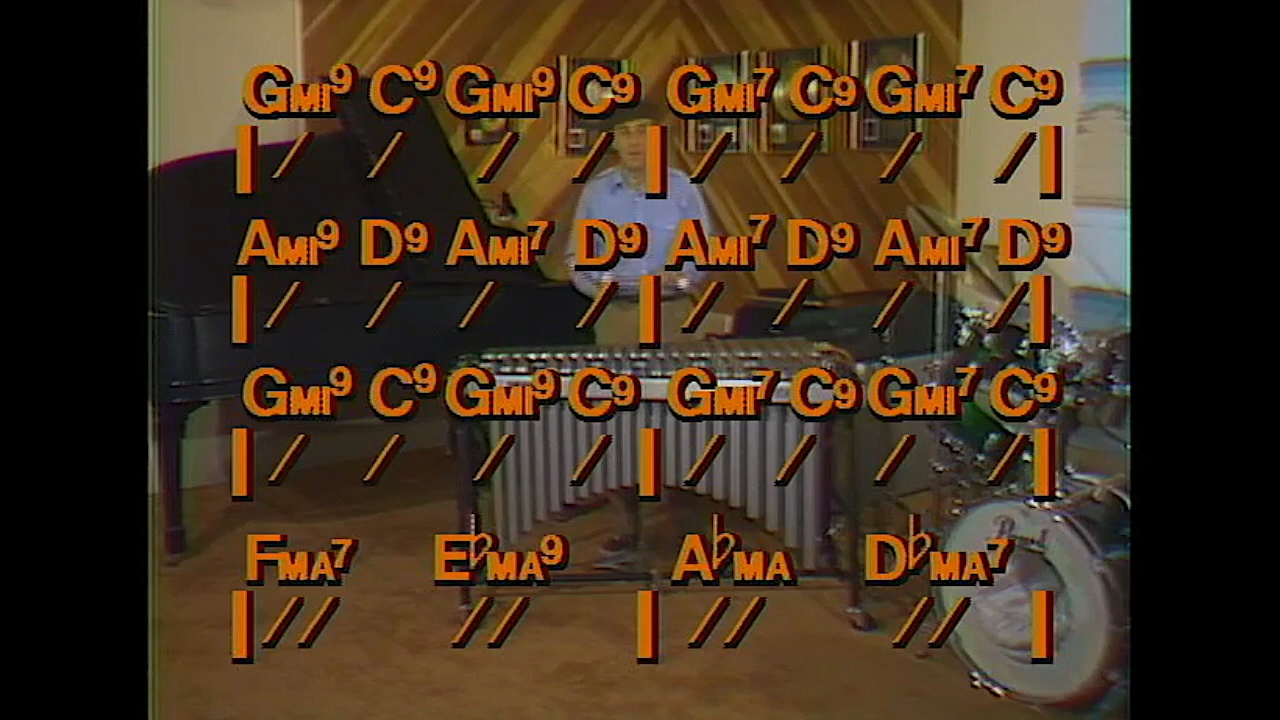 GMI9 C9 GMI9 C9 GMI7 C9 GMI7 C9
| / / / / | / / / / |
AMI9 D9 AMI7 D9 AMI7 D9 AMI7 D9
| / / / / | / / / / |
GMI9 C9 GMI9 C9 GMI7 C9 GMI7 C9
| / / / / | / / / / |
FMA7 E♭MA9 A♭MA D♭MA7
| // // | // // |